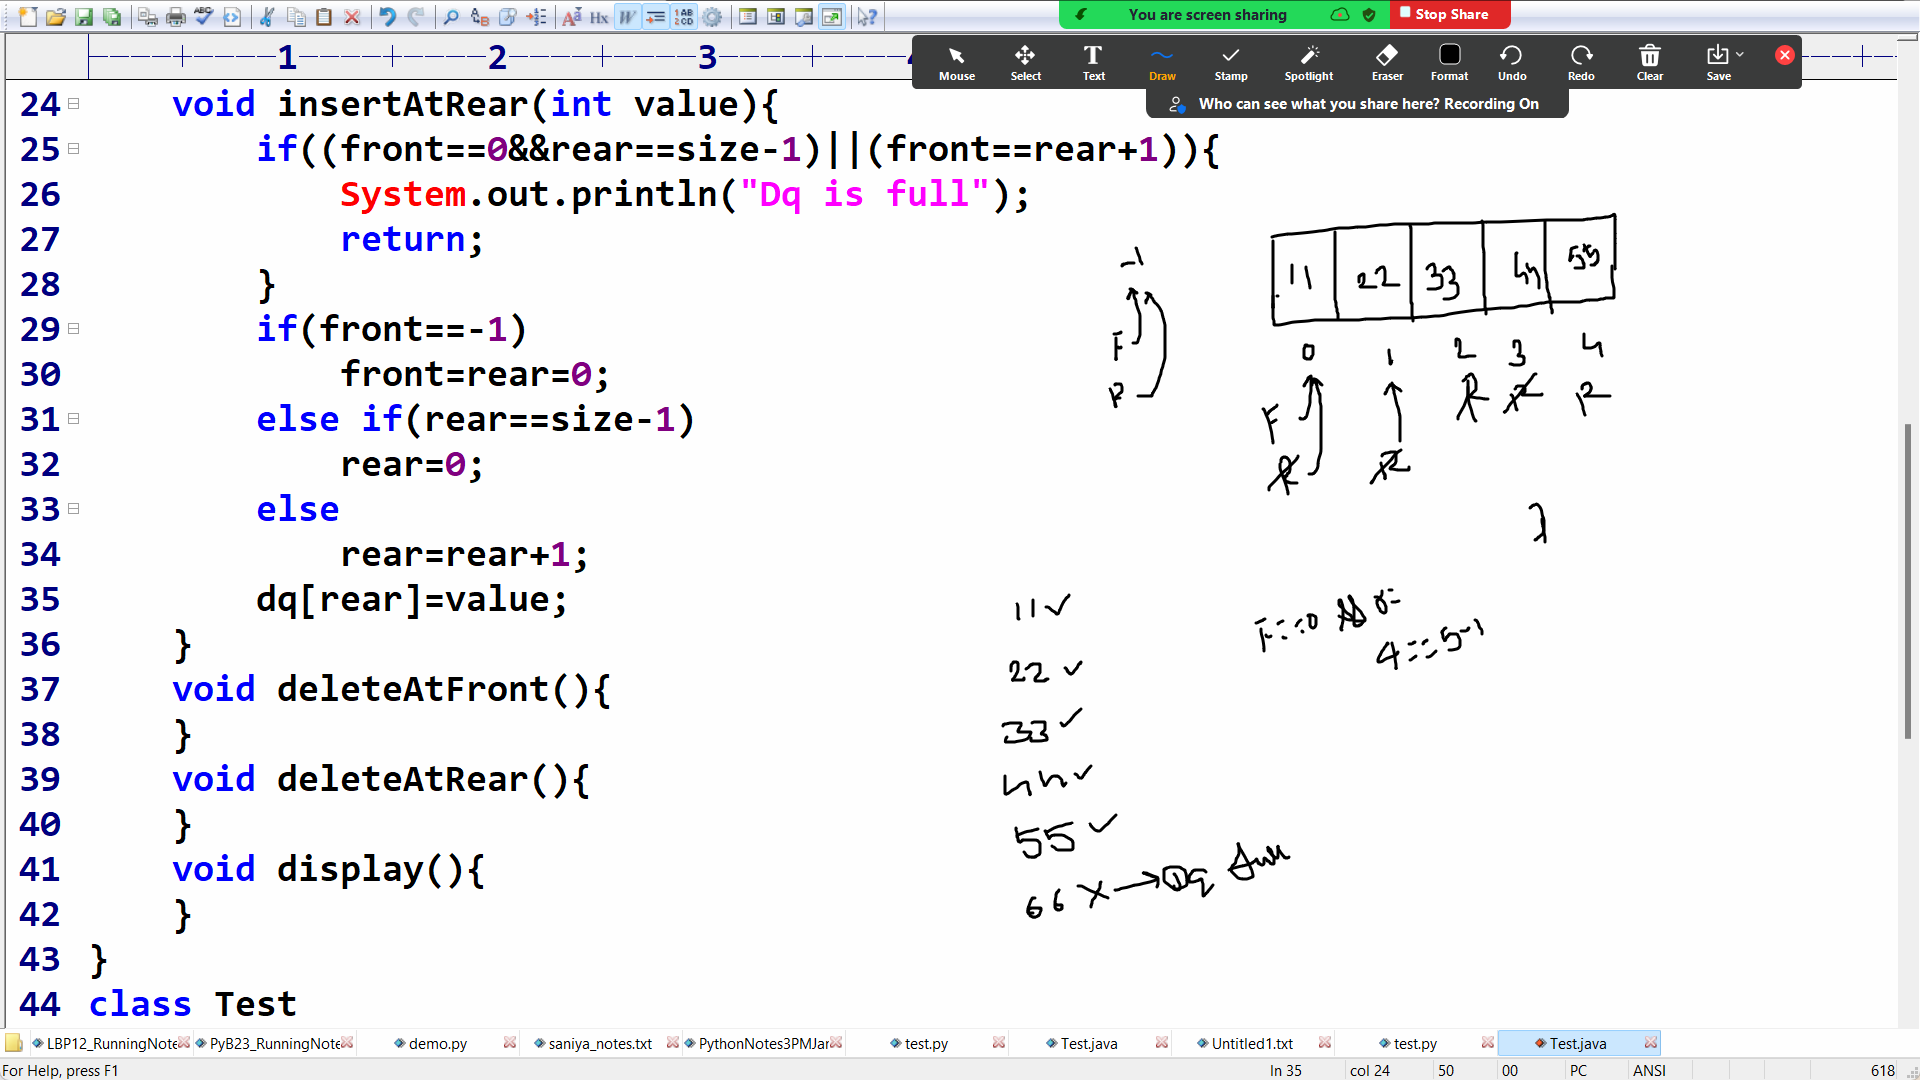 You are screen sharing
Stop Share
Mouse Select Text Draw Stamp Spotlight Eraser Format Undo Redo Clear Save
Who can see what you share here? Recording On
1 2 3
24 void insertAtRear(int value){
25 if((front==0&&rear==size-1)||(front==rear+1)){
26 System.out.println("Dq is full");
27 return;
28 }
29 if(front==-1)
30 front=rear=0;
31 else if(rear==size-1)
32 rear=0;
33 else
34 rear=rear+1;
35 dq[rear]=value;
36 }
37 void deleteAtFront(){
38 }
39 void deleteAtRear(){
40 }
41 void display(){
42 }
43 }
44 class Test
-1
F
R
11 22 33 44 55
0 1 2 3 4
R R R
F
R R
11 ✓
22 ✓
33 ✓
44 ✓
55 ✓
66 X → Dq full
F==0 && r=
4==5-1
LBP12_RunningNote PyB23_RunningNote demo.py saniya_notes.txt PythonNotes3PMJar test.py Test.java Untitled1.txt test.py Test.java
For Help, press F1
ln 35 col 24 50 00 PC ANSI 618